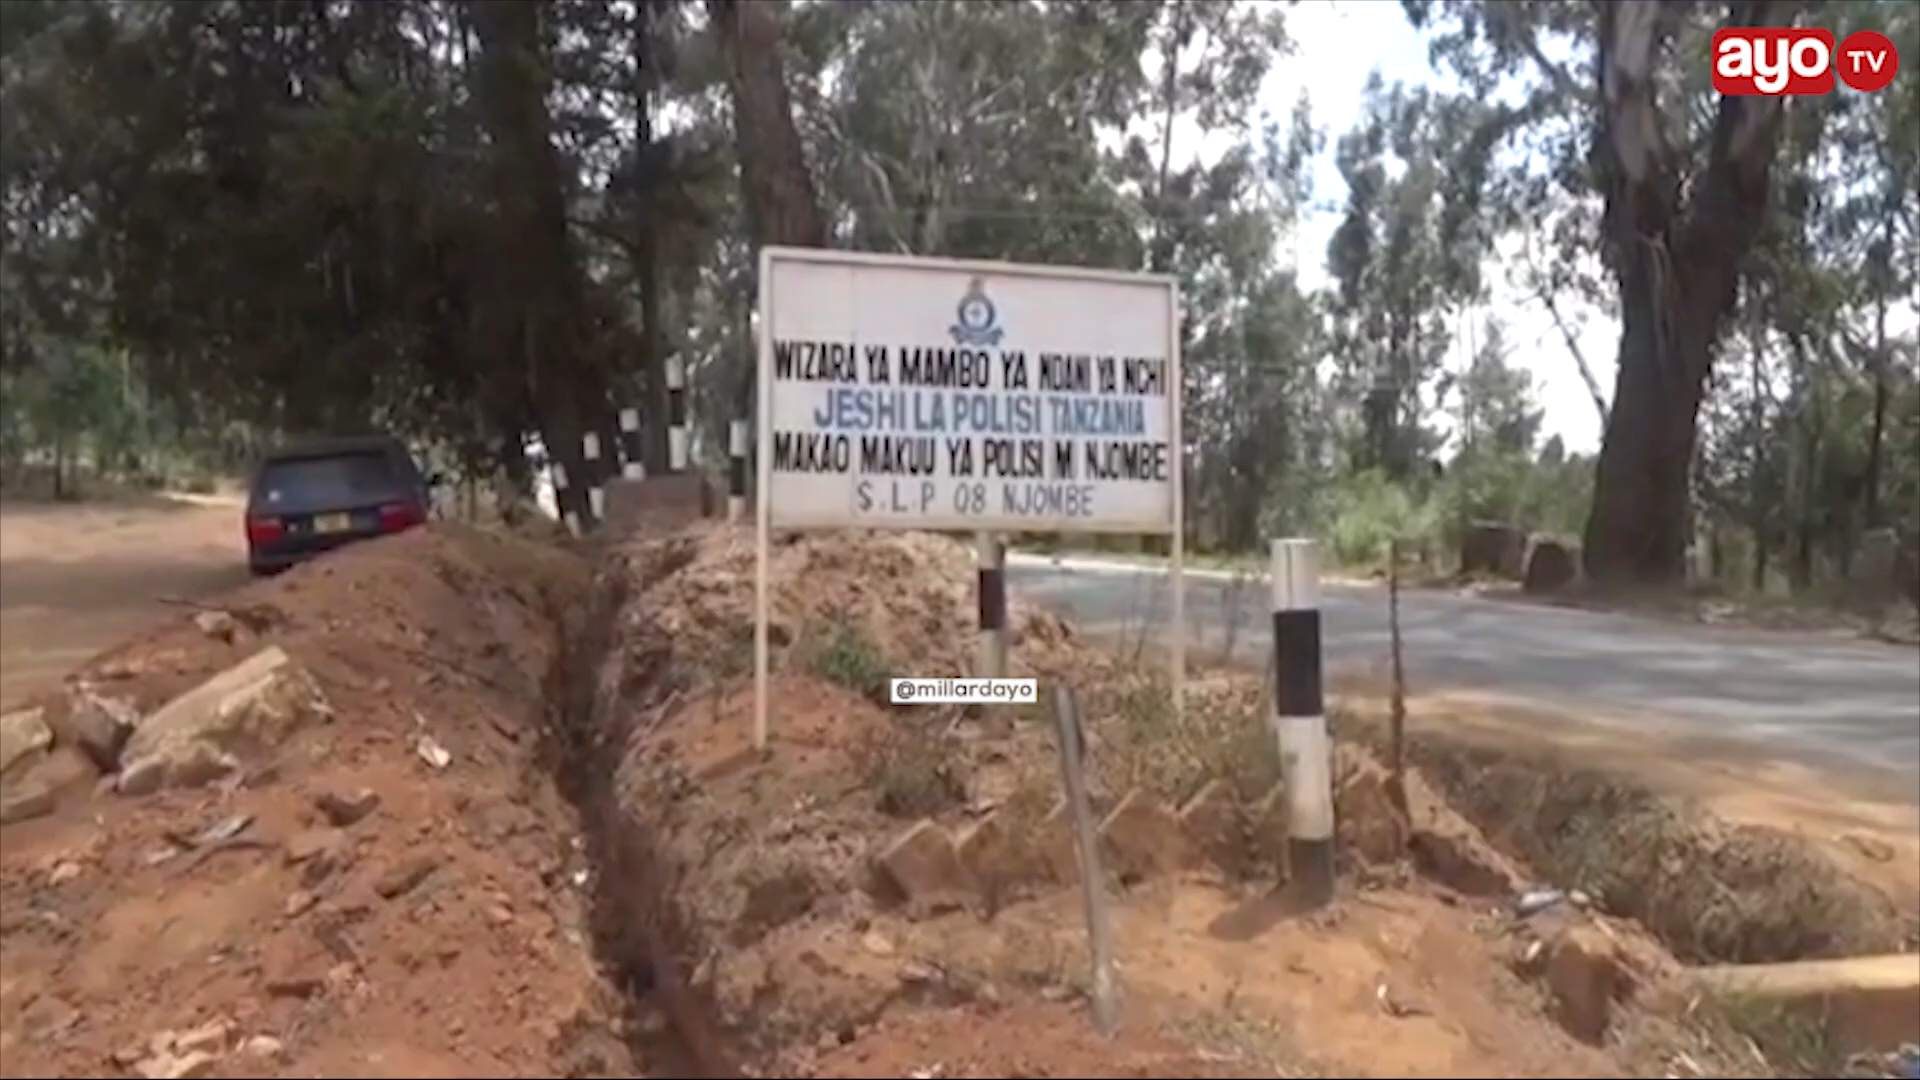 ayo TV
WIZARA YA MAMBO YA NDANI YA NCHI
JESHI LA POLISI TANZANIA
MAKAO MAKUU YA POLISI M NJOMBE
S.L.P 08 NJOMBE
@millardayo